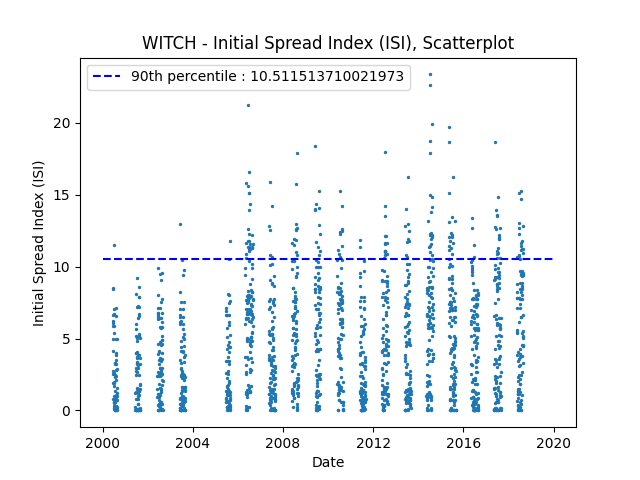 WITCH - Initial Spread Index (ISI), Scatterplot
90th percentile : 10.511513710021973
Initial Spread Index (ISI)
20
15
10
5
0
2000 2004 2008 2012 2016 2020
Date